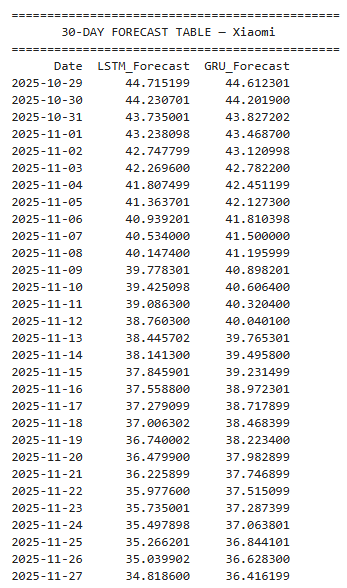 ==============================================
30-DAY FORECAST TABLE — Xiaomi
==============================================
Date LSTM_Forecast GRU_Forecast
2025-10-29 44.715199 44.612301
2025-10-30 44.230701 44.201900
2025-10-31 43.735001 43.827202
2025-11-01 43.238098 43.468700
2025-11-02 42.747799 43.120998
2025-11-03 42.269600 42.782200
2025-11-04 41.807499 42.451199
2025-11-05 41.363701 42.127300
2025-11-06 40.939201 41.810398
2025-11-07 40.534000 41.500000
2025-11-08 40.147400 41.195999
2025-11-09 39.778301 40.898201
2025-11-10 39.425098 40.606400
2025-11-11 39.086300 40.320400
2025-11-12 38.760300 40.040100
2025-11-13 38.445702 39.765301
2025-11-14 38.141300 39.495800
2025-11-15 37.845901 39.231499
2025-11-16 37.558800 38.972301
2025-11-17 37.279099 38.717899
2025-11-18 37.006302 38.468399
2025-11-19 36.740002 38.223400
2025-11-20 36.479900 37.982899
2025-11-21 36.225899 37.746899
2025-11-22 35.977600 37.515099
2025-11-23 35.735001 37.287399
2025-11-24 35.497898 37.063801
2025-11-25 35.266201 36.844101
2025-11-26 35.039902 36.628300
2025-11-27 34.818600 36.416199